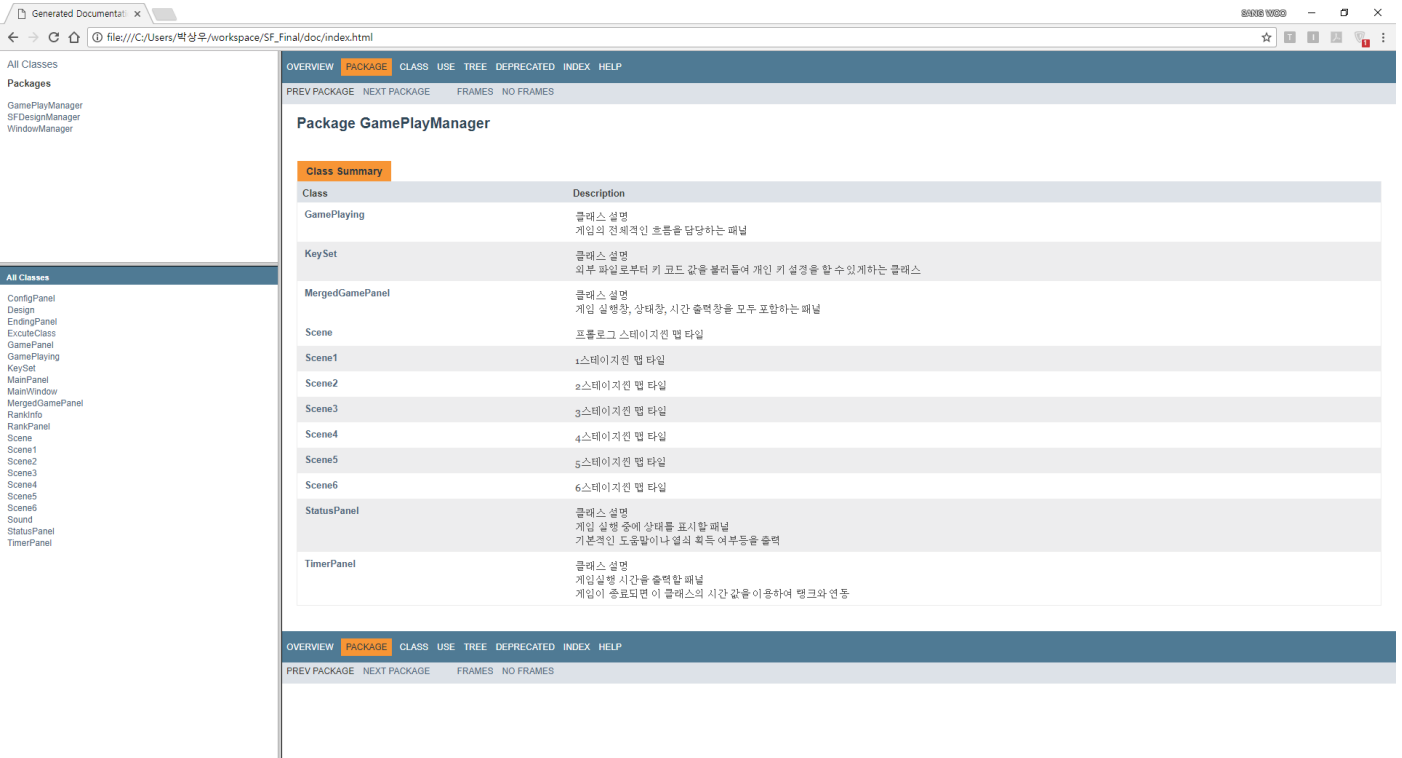 Generated Documentati
SANG WOO
file:///C:/Users/박상우/workspace/SF_Final/doc/index.html
All Classes
Packages
GamePlayManager
SFDesignManager
WindowManager
All Classes
ConfigPanel
Design
EndingPanel
ExcuteClass
GamePanel
GamePlaying
KeySet
MainPanel
MainWindow
MergedGamePanel
RankInfo
RankPanel
Scene
Scene1
Scene2
Scene3
Scene4
Scene5
Scene6
Sound
StatusPanel
TimerPanel
OVERVIEW PACKAGE CLASS USE TREE DEPRECATED INDEX HELP
PREV PACKAGE NEXT PACKAGE FRAMES NO FRAMES
Package GamePlayManager
Class Summary
Class Description
GamePlaying 클래스 설명
게임의 전체적인 흐름을 담당하는 패널
KeySet 클래스 설명
외부 파일로부터 키 코드 값을 불러들여 개인 키 설정을 할 수 있게하는 클래스
MergedGamePanel 클래스 설명
게임 실행창, 상태창, 시간 출력창을 모두 포함하는 패널
Scene 프롤로그 스테이지씬 맵 타일
Scene1 1스테이지씬 맵 타일
Scene2 2스테이지씬 맵 타일
Scene3 3스테이지씬 맵 타일
Scene4 4스테이지씬 맵 타일
Scene5 5스테이지씬 맵 타일
Scene6 6스테이지씬 맵 타일
StatusPanel 클래스 설명
게임 실행 중에 상태를 표시할 패널
기본적인 도움말이나 열쇠 획득 여부등을 출력
TimerPanel 클래스 설명
게임실행 시간을 출력할 패널
게임이 종료되면 이 클래스의 시간 값을 이용하여 랭크와 연동
OVERVIEW PACKAGE CLASS USE TREE DEPRECATED INDEX HELP
PREV PACKAGE NEXT PACKAGE FRAMES NO FRAMES